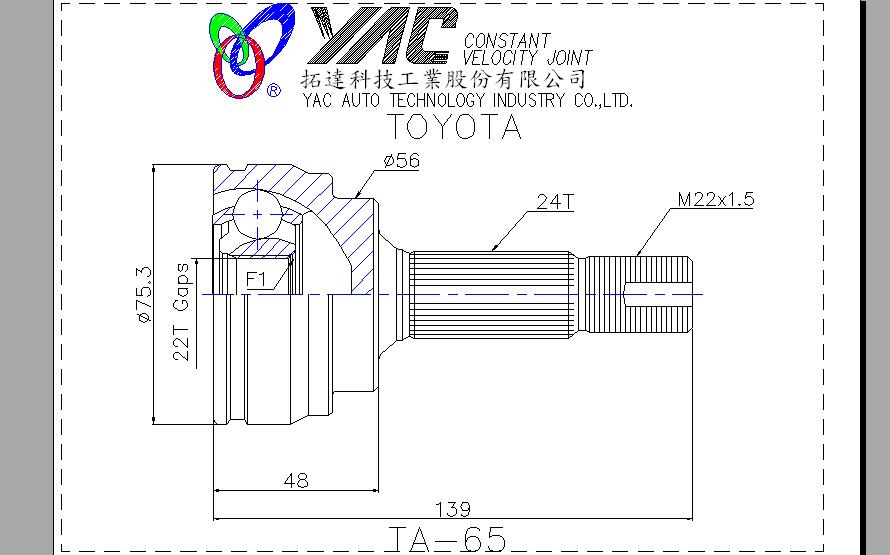 YAC CONSTANT
VELOCITY JOINT
®
拓達科技工業股份有限公司
YAC AUTO TECHNOLOGY INDUSTRY CO.,LTD.
TOYOTA
ø56
24T
M22x1.5
ø75.3
22T Gaps
F1
48
139
TA-65